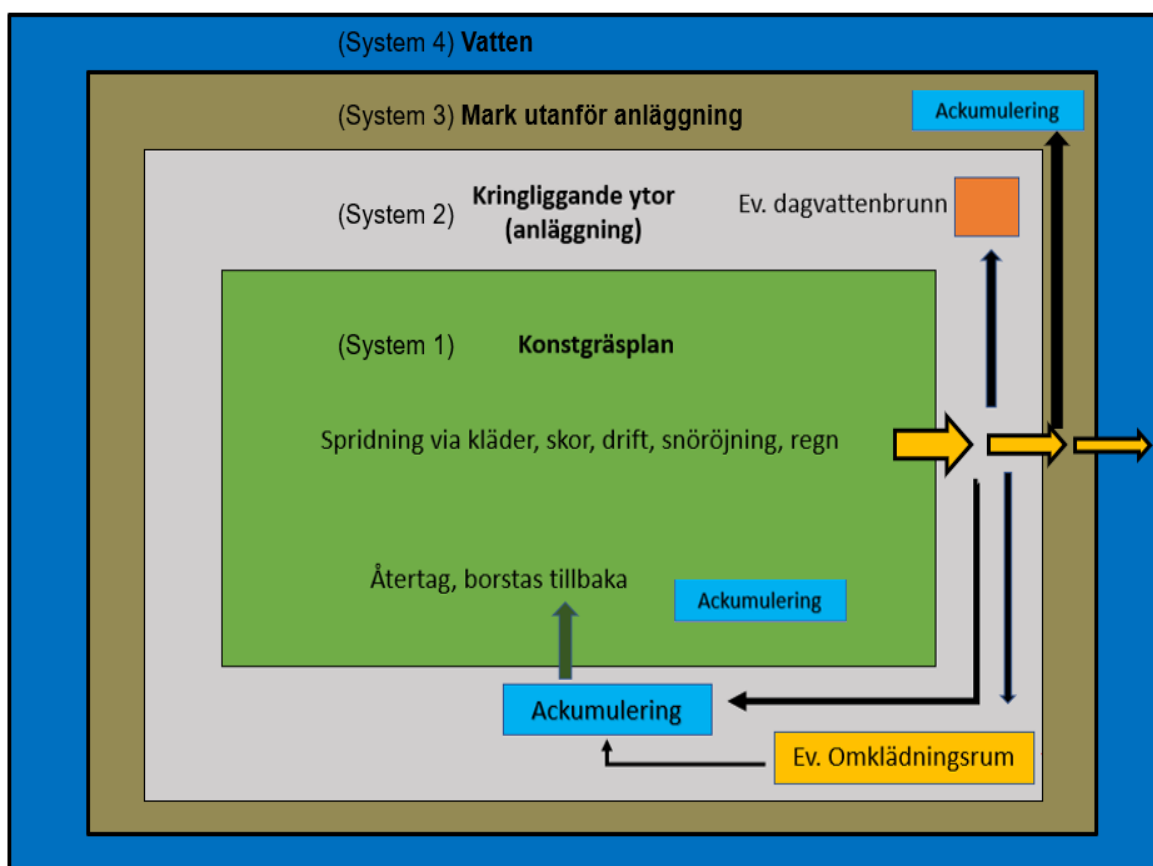 (System 4) Vatten
(System 3) Mark utanför anläggning
Ackumulering
(System 2)
Kringliggande ytor
(anläggning)
Ev. dagvattenbrunn
(System 1)
Konstgräsplan
Spridning via kläder, skor, drift, snöröjning, regn
Återtag, borstas tillbaka
Ackumulering
Ackumulering
Ev. Omklädningsrum